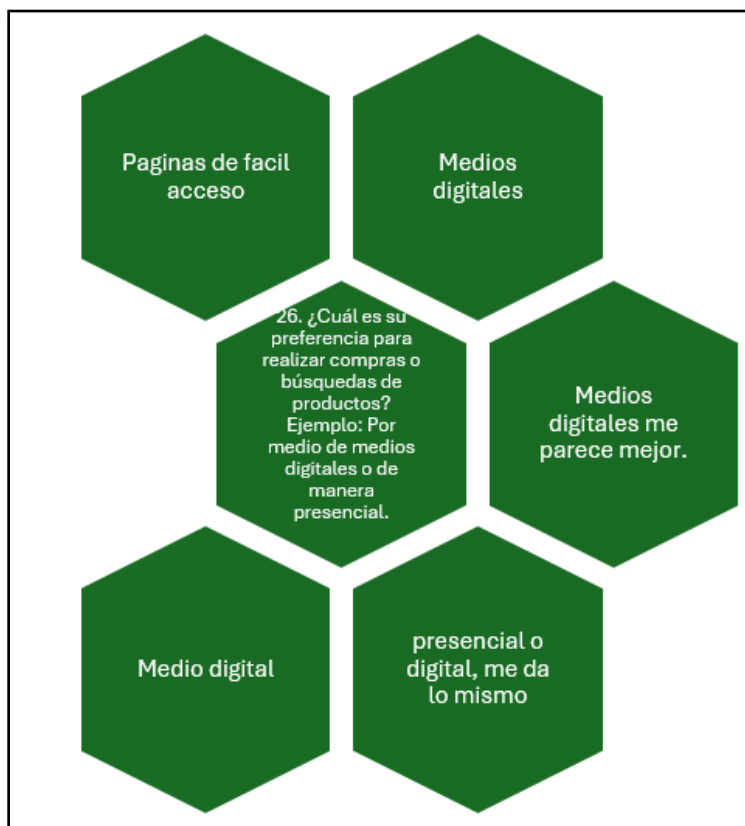 Paginas de facil
acceso
Medios
digitales
26. ¿Cuál es su
preferencia para
realizar compras o
búsquedas de
productos?
Ejemplo: Por
medio de medios
digitales o de
manera
presencial.
Medios
digitales me
parece mejor.
Medio digital
presencial o
digital, me da
lo mismo